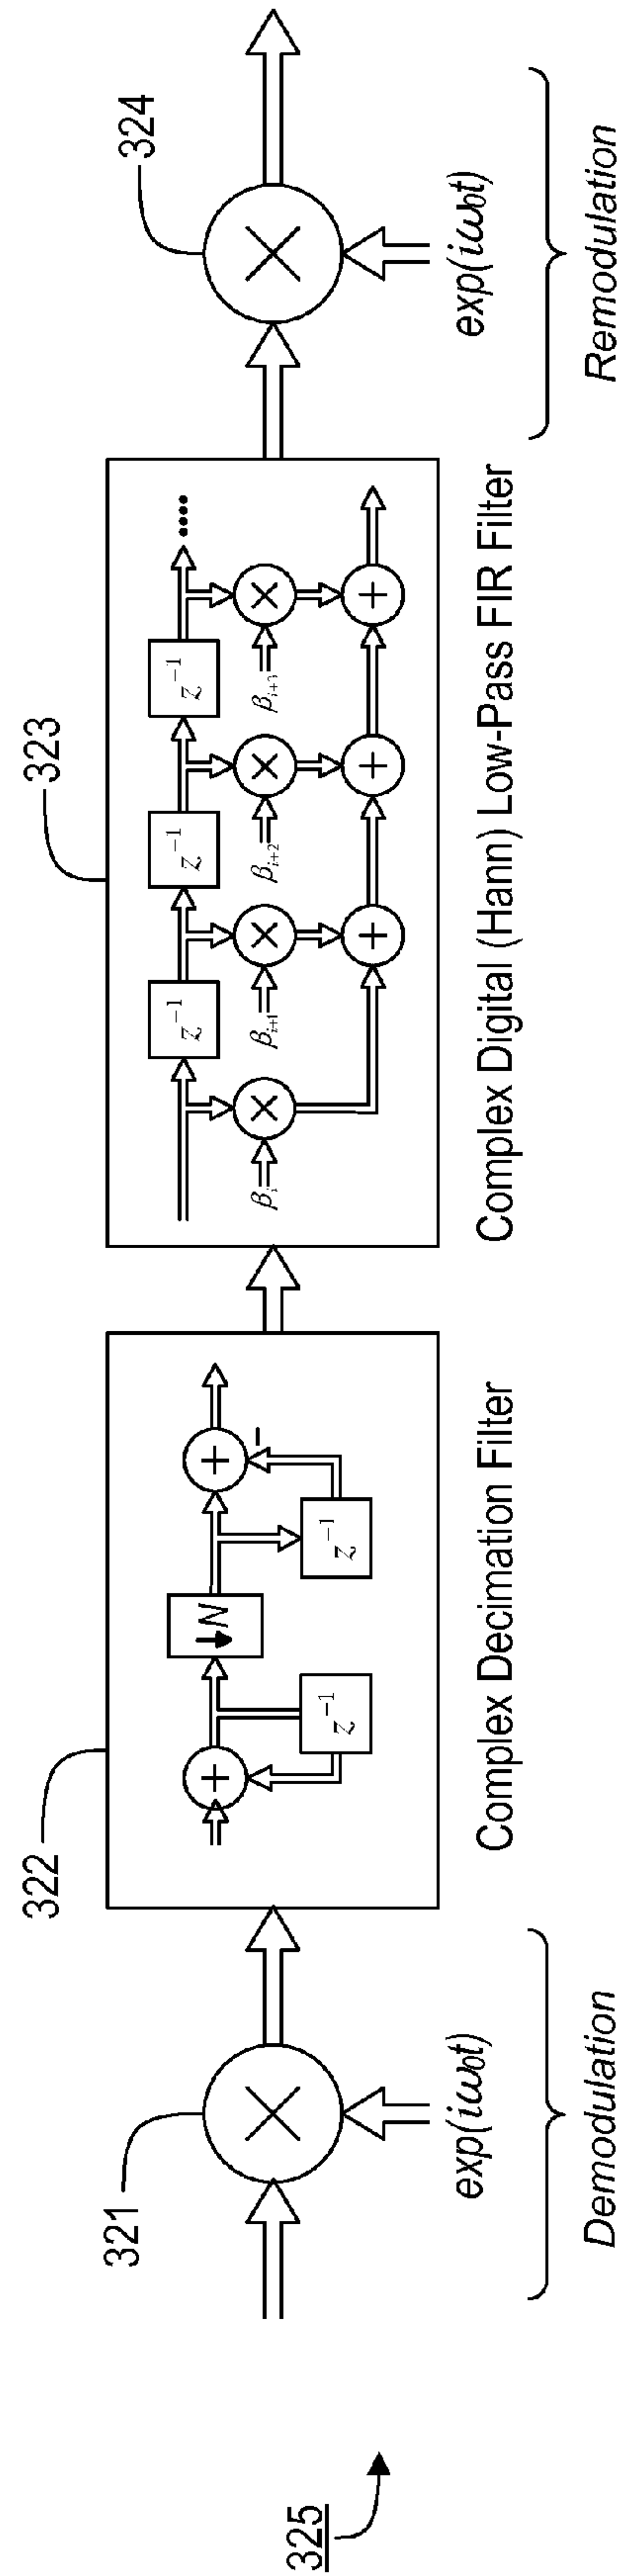 325
321
322
323
324
exp(iω₀t)
Demodulation
z⁻¹
↓N
z⁻¹
Complex Decimation Filter
z⁻¹
z⁻¹
z⁻¹
....
βᵢ
βᵢ₊₁
βᵢ₊₂
βᵢ₊₃
Complex Digital (Hann) Low-Pass FIR Filter
exp(iω₀t)
Remodulation